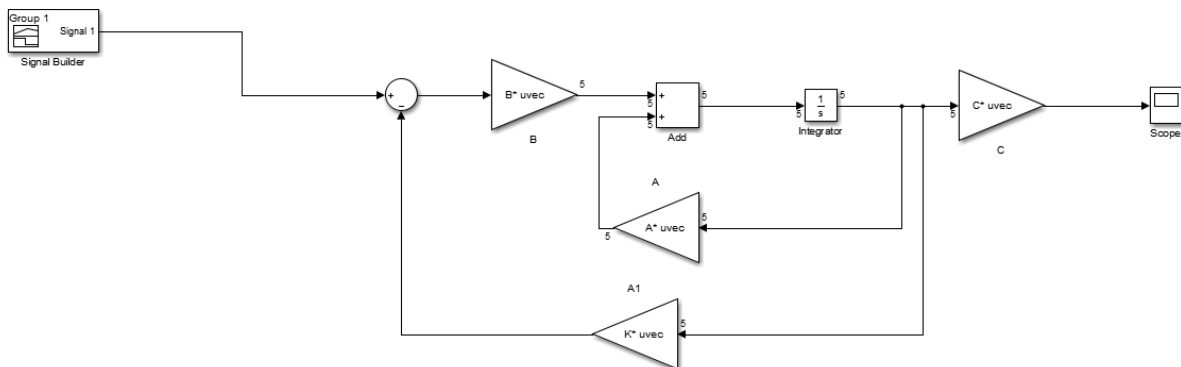 Group 1
Signal 1
Signal Builder
+
−
B* uvec
B
5
5
5
+
+
5
Add
5
1
s
5
Integrator
5
C* uvec
C
Scope
A
A* uvec
5
5
A1
K* uvec
5